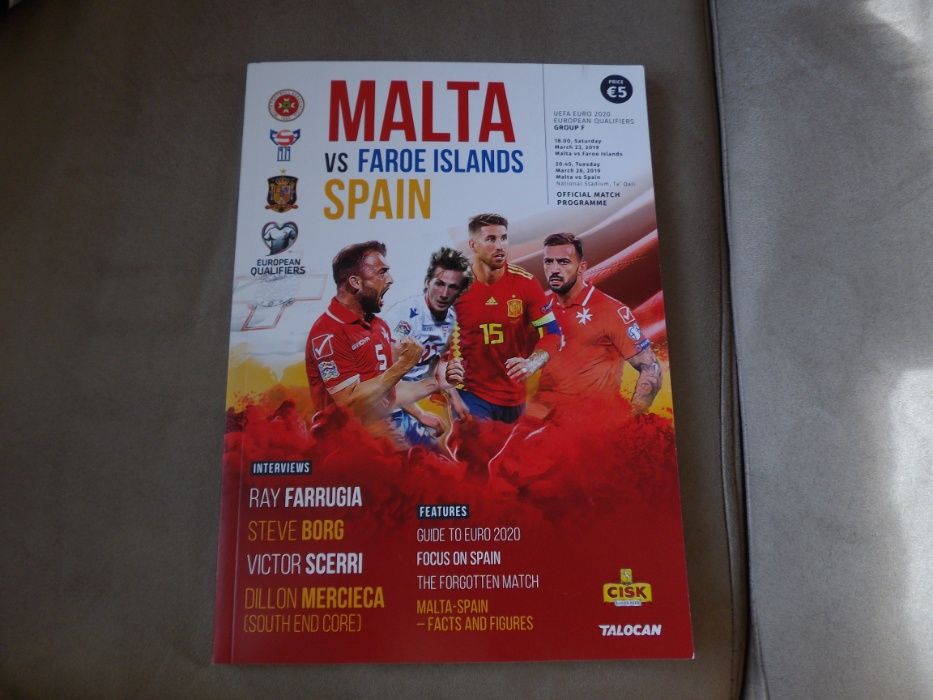 MALTA
VS FAROE ISLANDS
SPAIN
PRICE
€5
UEFA EURO 2020
EUROPEAN QUALIFIERS
GROUP F
18.00, Saturday
March 23, 2019
Malta vs Faroe Islands
20.45, Tuesday
March 26, 2019
Malta vs Spain
National Stadium, Ta' Qali
OFFICIAL MATCH
PROGRAMME
EUROPEAN
QUALIFIERS
GIVOVA
5
15
INTERVIEWS
RAY FARRUGIA
STEVE BORG
VICTOR SCERRI
DILLON MERCIECA
(SOUTH END CORE)
FEATURES
GUIDE TO EURO 2020
FOCUS ON SPAIN
THE FORGOTTEN MATCH
MALTA-SPAIN
– FACTS AND FIGURES
CISK
TALOCAN